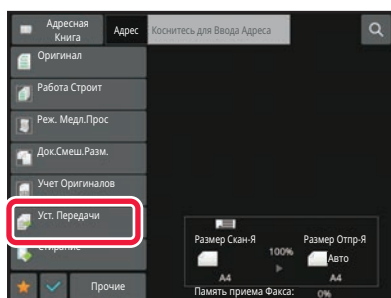 Адресная
Книга
Адрес
Коснитесь для Ввода Адреса
Оригинал
Работа Строит
Реж. Медл.Прос
Док.Смеш.Разм.
Учет Оригиналов
Уст. Передачи
Стирание
Прочие
Размер Скан-Я
Размер Отпр-Я
100%
Авто
A4
A4
Память приема Факса:
0%